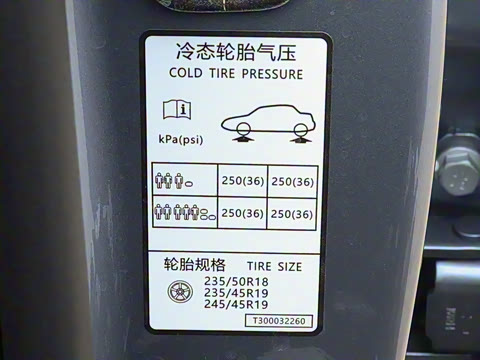 冷态轮胎气压
COLD TIRE PRESSURE
kPa(psi)
250(36) 250(36)
250(36) 250(36)
轮胎规格 TIRE SIZE
235/50R18
235/45R19
245/45R19
T300032260